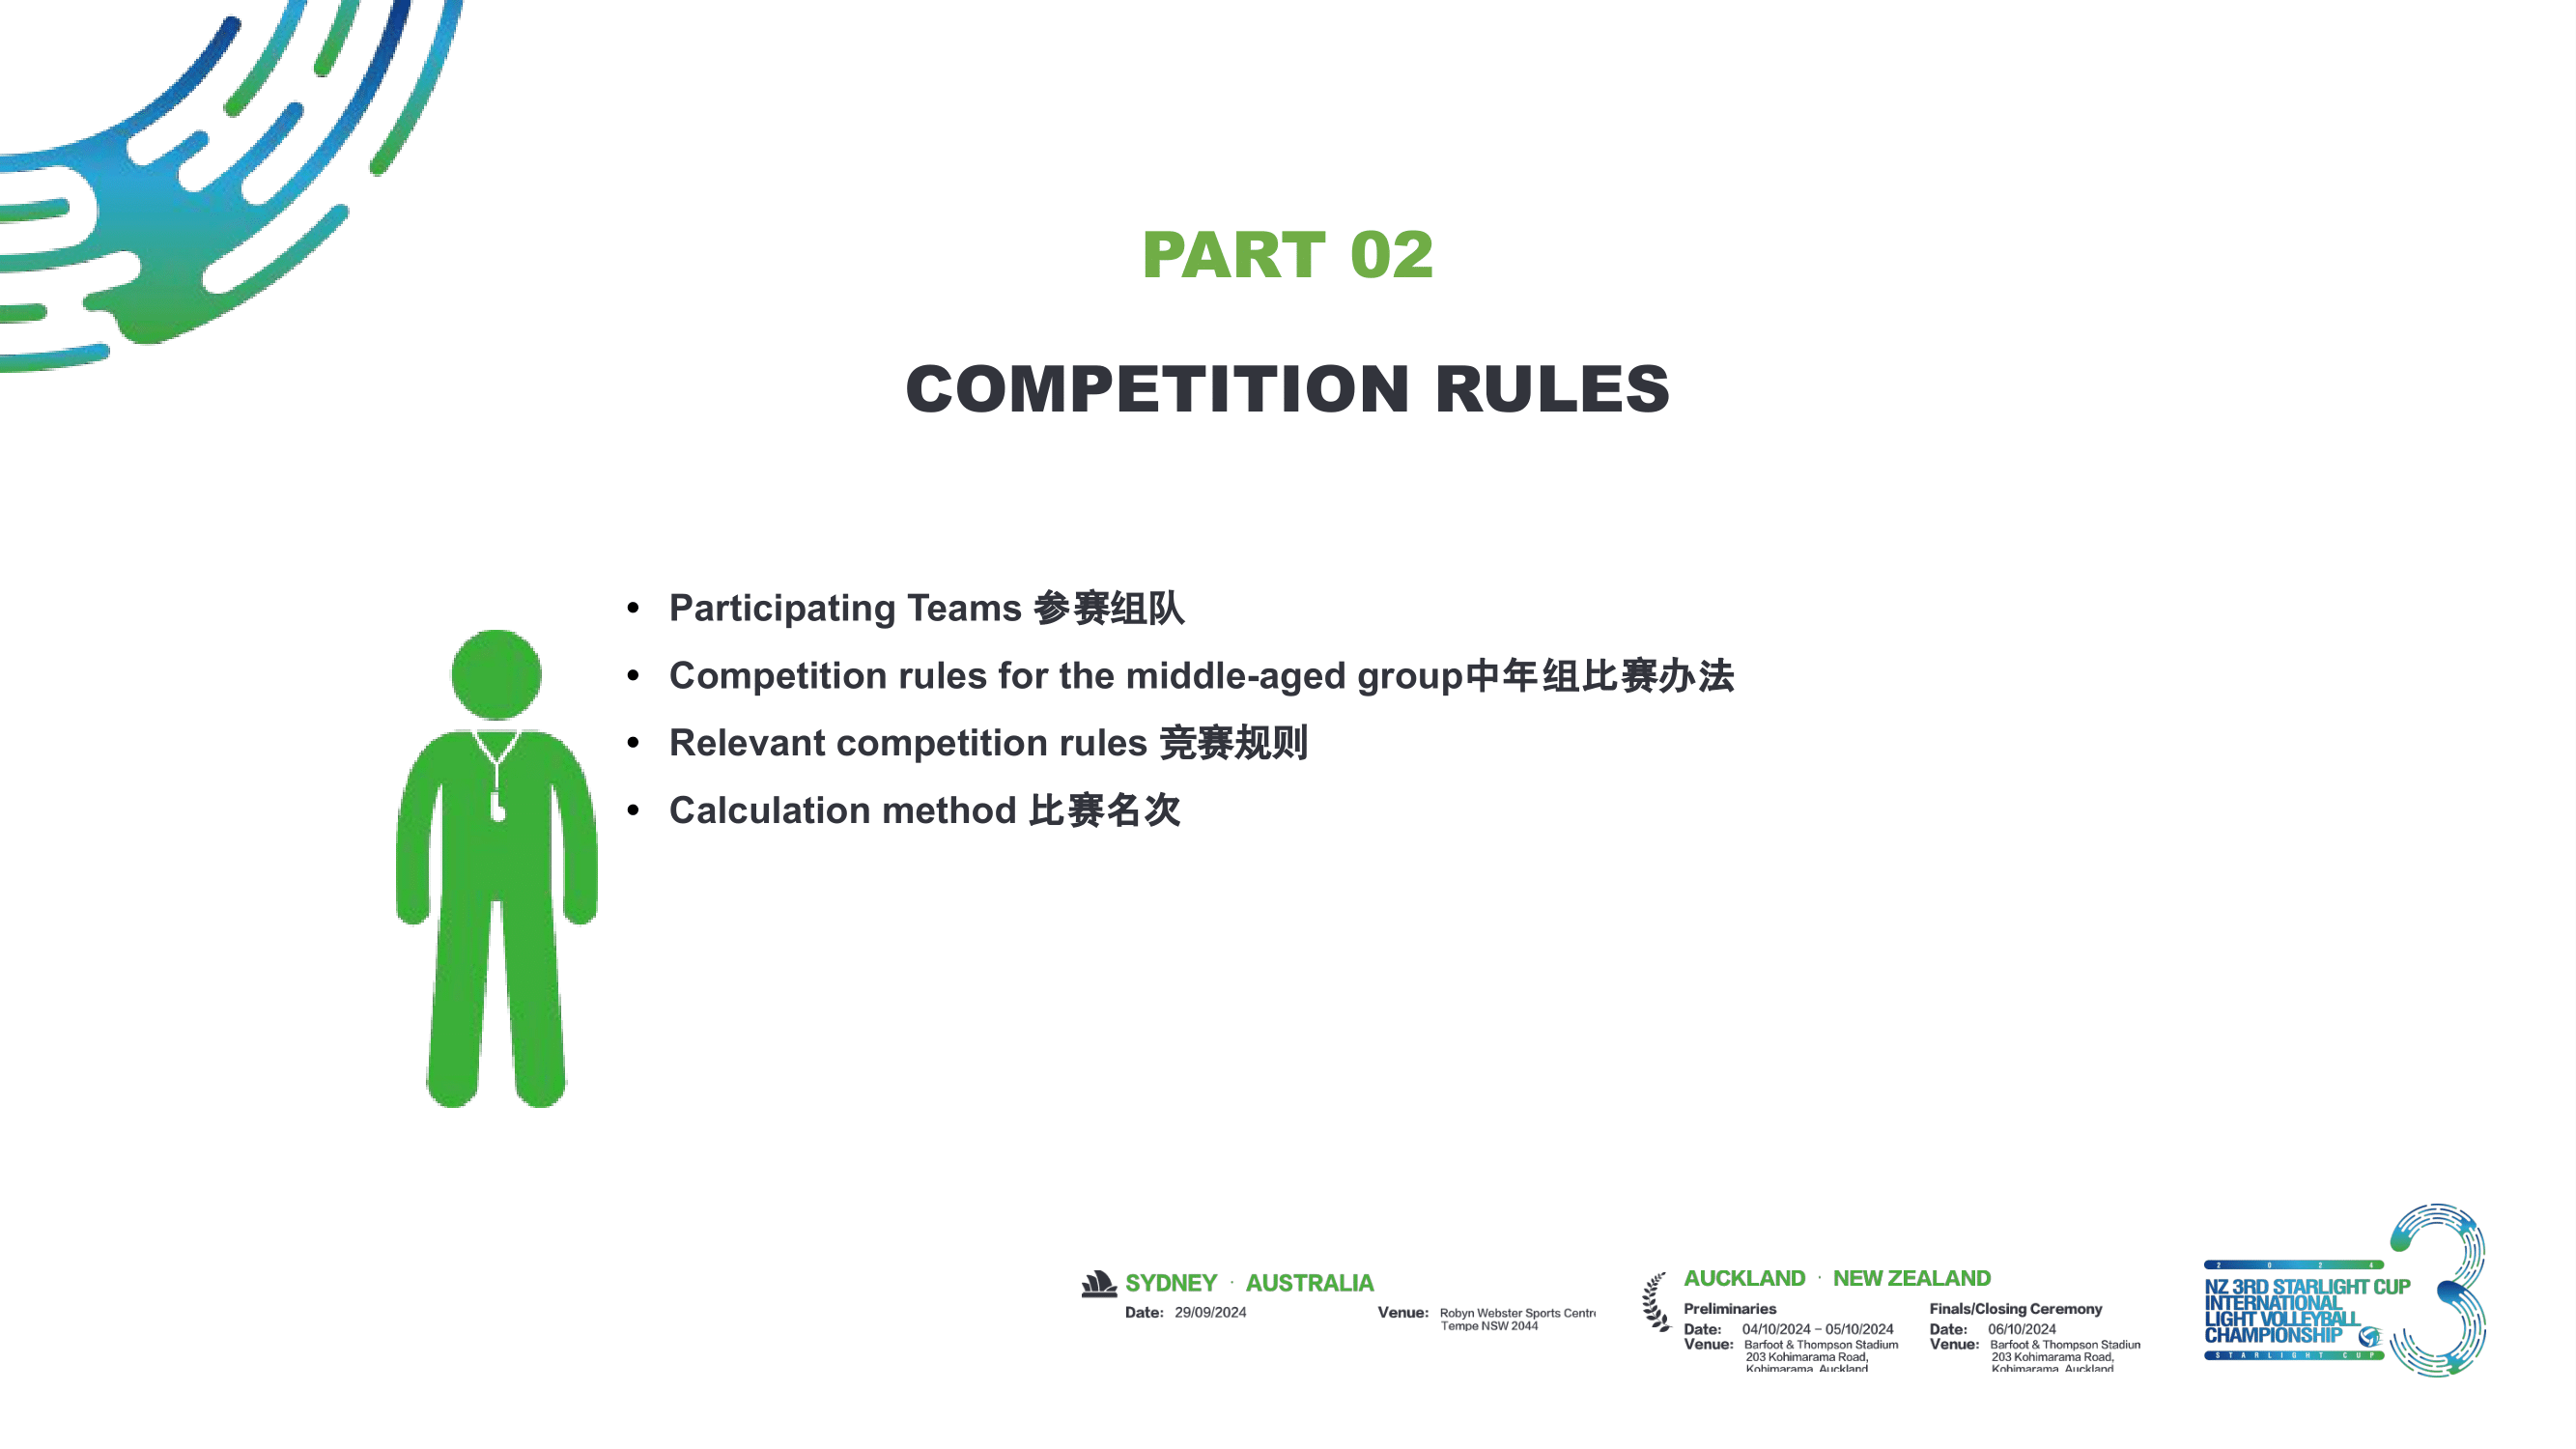 PART 02
COMPETITION RULES
• Participating Teams 参赛组队
• Competition rules for the middle-aged group中年组比赛办法
• Relevant competition rules 竞赛规则
• Calculation method 比赛名次
SYDNEY · AUSTRALIA
Date: 29/09/2024 Venue: Robyn Webster Sports Centr
Tempe NSW 2044
AUCKLAND · NEW ZEALAND
Preliminaries
Date: 04/10/2024 – 05/10/2024
Venue: Barfoot & Thompson Stadium
203 Kohimarama Road,
Kohimarama, Auckland
Finals/Closing Ceremony
Date: 06/10/2024
Venue: Barfoot & Thompson Stadiun
203 Kohimarama Road,
Kohimarama, Auckland
2 0 2 4
NZ 3RD STARLIGHT CUP
INTERNATIONAL
LIGHT VOLLEYBALL
CHAMPIONSHIP
STARLIGHT CUP
3